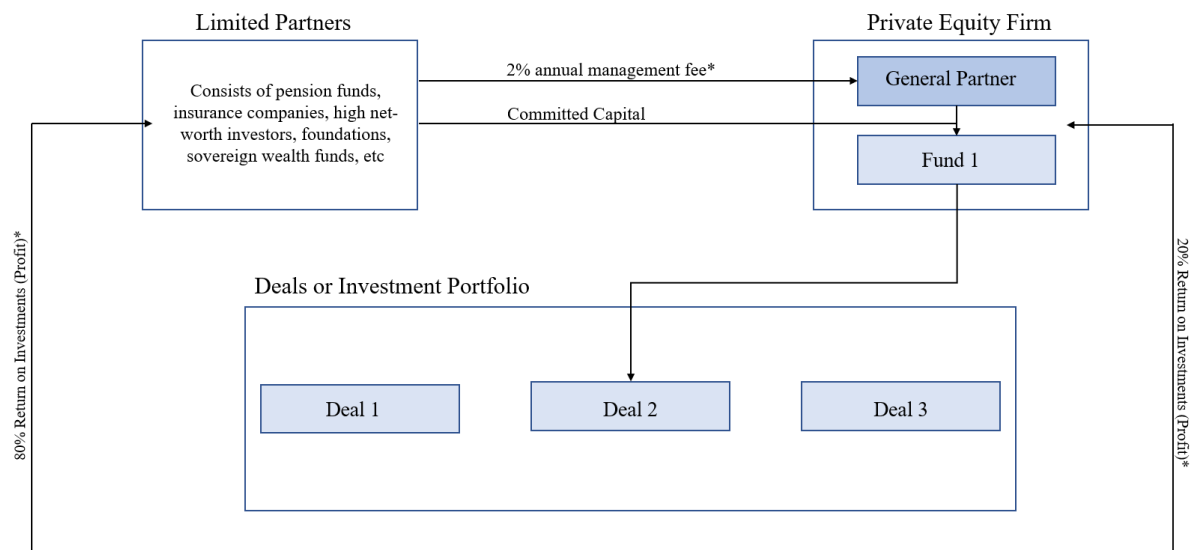 Limited Partners
Private Equity Firm
Consists of pension funds,
insurance companies, high net-
worth investors, foundations,
sovereign wealth funds, etc
2% annual management fee*
General Partner
Committed Capital
Fund 1
80% Return on Investments (Profit)*
20% Return on Investments (Profit)*
Deals or Investment Portfolio
Deal 1
Deal 2
Deal 3